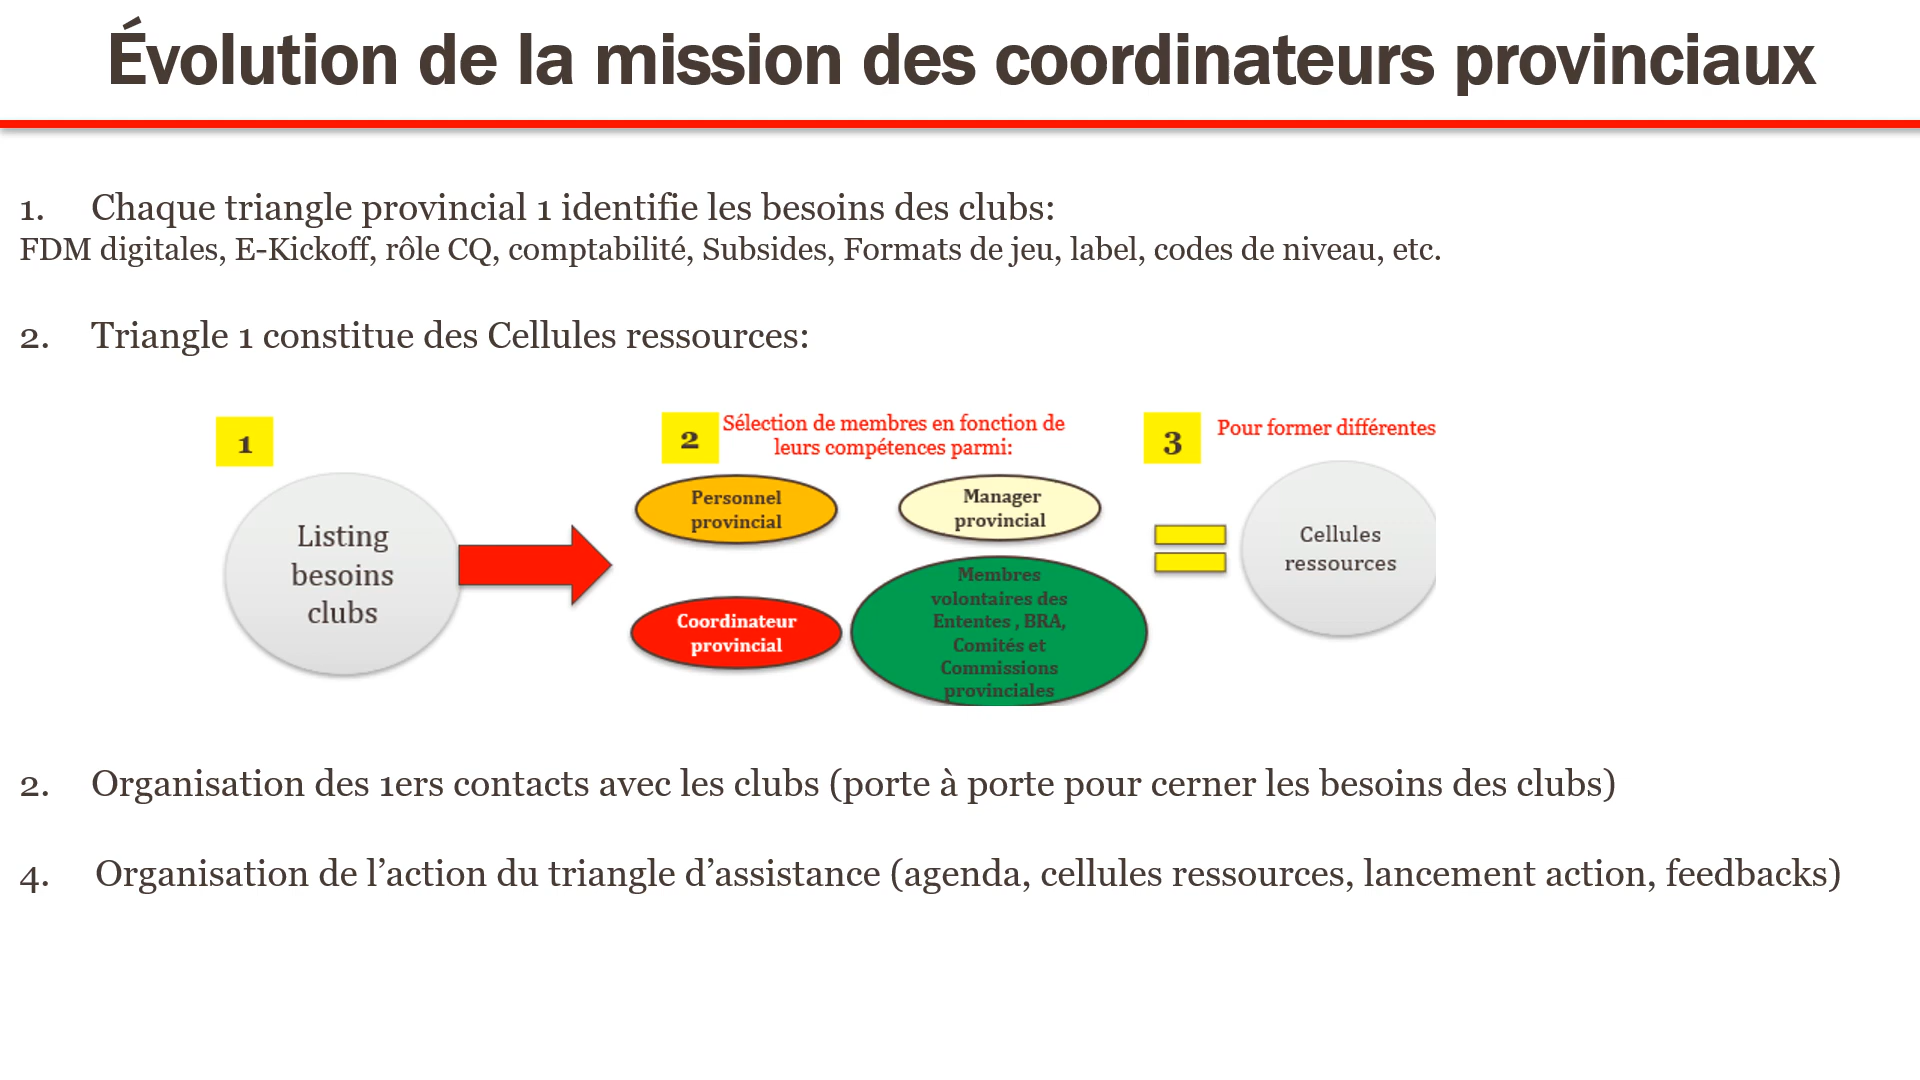 Évolution de la mission des coordinateurs provinciaux
1. Chaque triangle provincial 1 identifie les besoins des clubs:
FDM digitales, E-Kickoff, rôle CQ, comptabilité, Subsides, Formats de jeu, label, codes de niveau, etc.
2. Triangle 1 constitue des Cellules ressources:
1
Listing
besoins
clubs
2
Sélection de membres en fonction de
leurs compétences parmi:
Personnel
provincial
Manager
provincial
Coordinateur
provincial
Membres
volontaires des
Ententes , BRA,
Comités et
Commissions
provinciales
3
Pour former différentes
Cellules
ressources
2. Organisation des 1ers contacts avec les clubs (porte à porte pour cerner les besoins des clubs)
4. Organisation de l’action du triangle d’assistance (agenda, cellules ressources, lancement action, feedbacks)